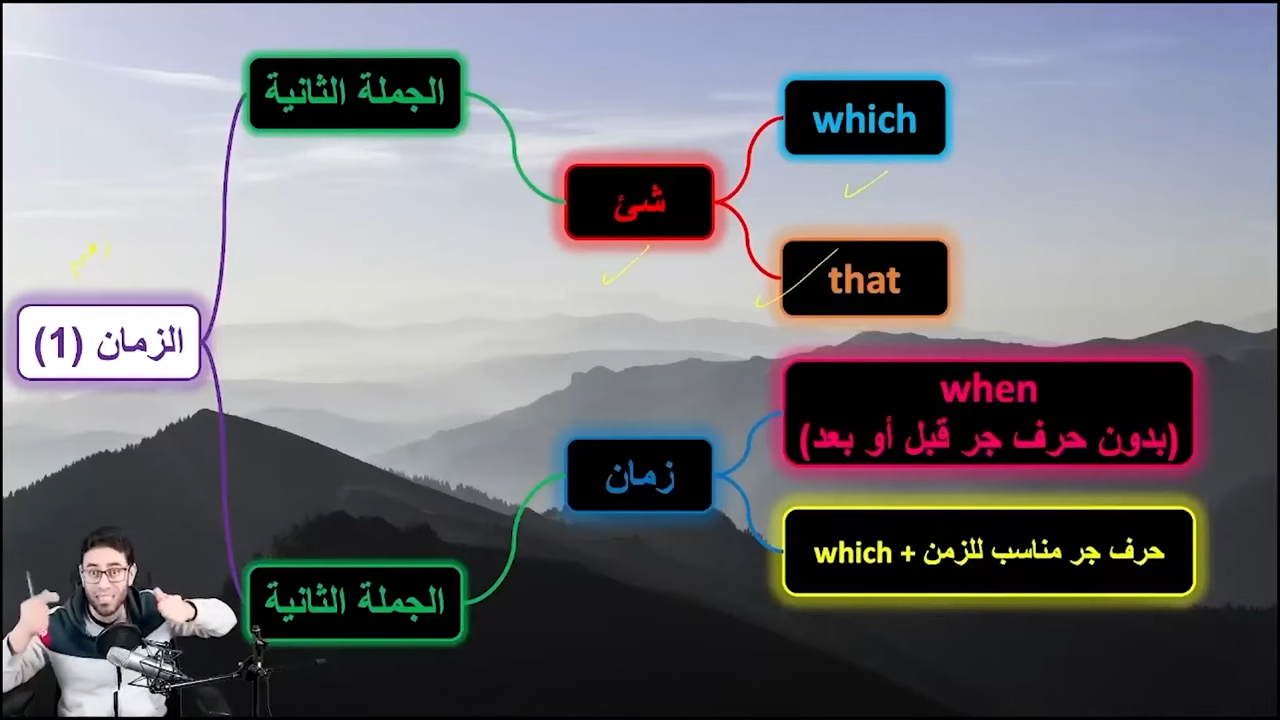 الجملة الثانية
which
شئ
that
الزمان (1)
when
(بدون حرف جر قبل أو بعد)
زمان
حرف جر مناسب للزمن + which
الجملة الثانية